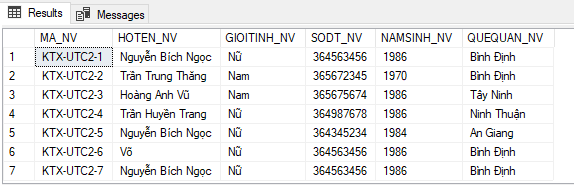 Results Messages
MA_NV HOTEN_NV GIOITINH_NV SODT_NV NAMSINH_NV QUEQUAN_NV
1 KTX-UTC2-1 Nguyễn Bích Ngọc Nữ 364563456 1986 Bình Định
2 KTX-UTC2-2 Trần Trung Thăng Nam 365672345 1970 Bình Định
3 KTX-UTC2-3 Hoàng Anh Vũ Nam 365675674 1986 Tây Ninh
4 KTX-UTC2-4 Trần Huyền Trang Nữ 364987678 1986 Ninh Thuận
5 KTX-UTC2-5 Nguyễn Bích Ngọc Nữ 364345234 1984 An Giang
6 KTX-UTC2-6 Võ Nữ 364563456 1986 Bình Định
7 KTX-UTC2-7 Nguyễn Bích Ngọc Nữ 364563456 1986 Bình Định